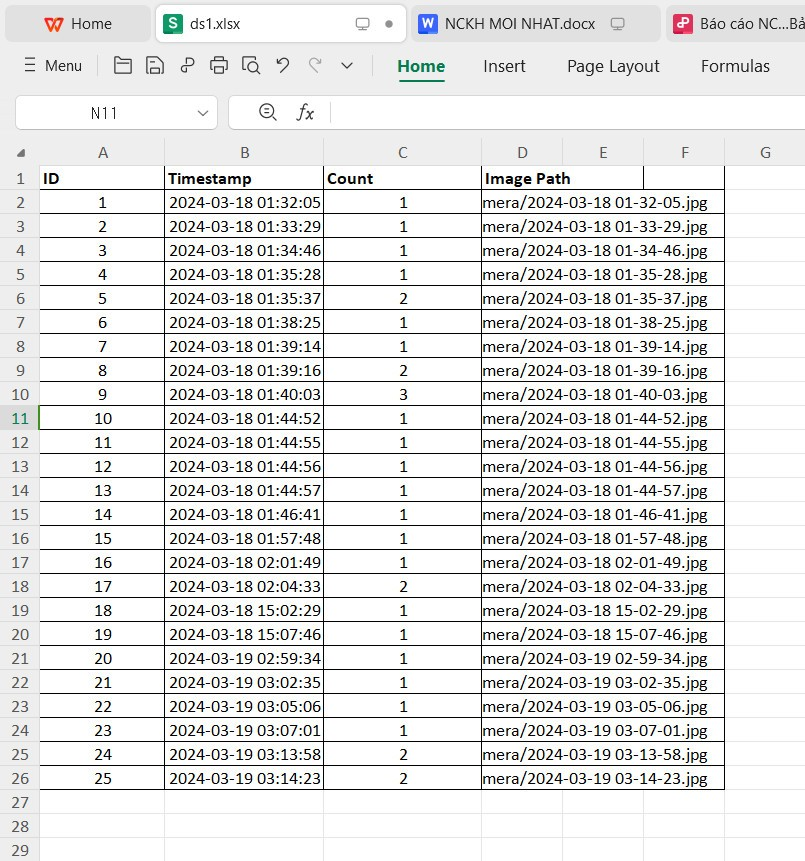 Home ds1.xlsx NCKH MOI NHAT.docx Báo cáo NC...Bả
Menu Home Insert Page Layout Formulas
N11 fx
A B C D E F G
1 ID Timestamp Count Image Path
2 1 2024-03-18 01:32:05 1 mera/2024-03-18 01-32-05.jpg
3 2 2024-03-18 01:33:29 1 mera/2024-03-18 01-33-29.jpg
4 3 2024-03-18 01:34:46 1 mera/2024-03-18 01-34-46.jpg
5 4 2024-03-18 01:35:28 1 mera/2024-03-18 01-35-28.jpg
6 5 2024-03-18 01:35:37 2 mera/2024-03-18 01-35-37.jpg
7 6 2024-03-18 01:38:25 1 mera/2024-03-18 01-38-25.jpg
8 7 2024-03-18 01:39:14 1 mera/2024-03-18 01-39-14.jpg
9 8 2024-03-18 01:39:16 2 mera/2024-03-18 01-39-16.jpg
10 9 2024-03-18 01:40:03 3 mera/2024-03-18 01-40-03.jpg
11 10 2024-03-18 01:44:52 1 mera/2024-03-18 01-44-52.jpg
12 11 2024-03-18 01:44:55 1 mera/2024-03-18 01-44-55.jpg
13 12 2024-03-18 01:44:56 1 mera/2024-03-18 01-44-56.jpg
14 13 2024-03-18 01:44:57 1 mera/2024-03-18 01-44-57.jpg
15 14 2024-03-18 01:46:41 1 mera/2024-03-18 01-46-41.jpg
16 15 2024-03-18 01:57:48 1 mera/2024-03-18 01-57-48.jpg
17 16 2024-03-18 02:01:49 1 mera/2024-03-18 02-01-49.jpg
18 17 2024-03-18 02:04:33 2 mera/2024-03-18 02-04-33.jpg
19 18 2024-03-18 15:02:29 1 mera/2024-03-18 15-02-29.jpg
20 19 2024-03-18 15:07:46 1 mera/2024-03-18 15-07-46.jpg
21 20 2024-03-19 02:59:34 1 mera/2024-03-19 02-59-34.jpg
22 21 2024-03-19 03:02:35 1 mera/2024-03-19 03-02-35.jpg
23 22 2024-03-19 03:05:06 1 mera/2024-03-19 03-05-06.jpg
24 23 2024-03-19 03:07:01 1 mera/2024-03-19 03-07-01.jpg
25 24 2024-03-19 03:13:58 2 mera/2024-03-19 03-13-58.jpg
26 25 2024-03-19 03:14:23 2 mera/2024-03-19 03-14-23.jpg
27
28
29